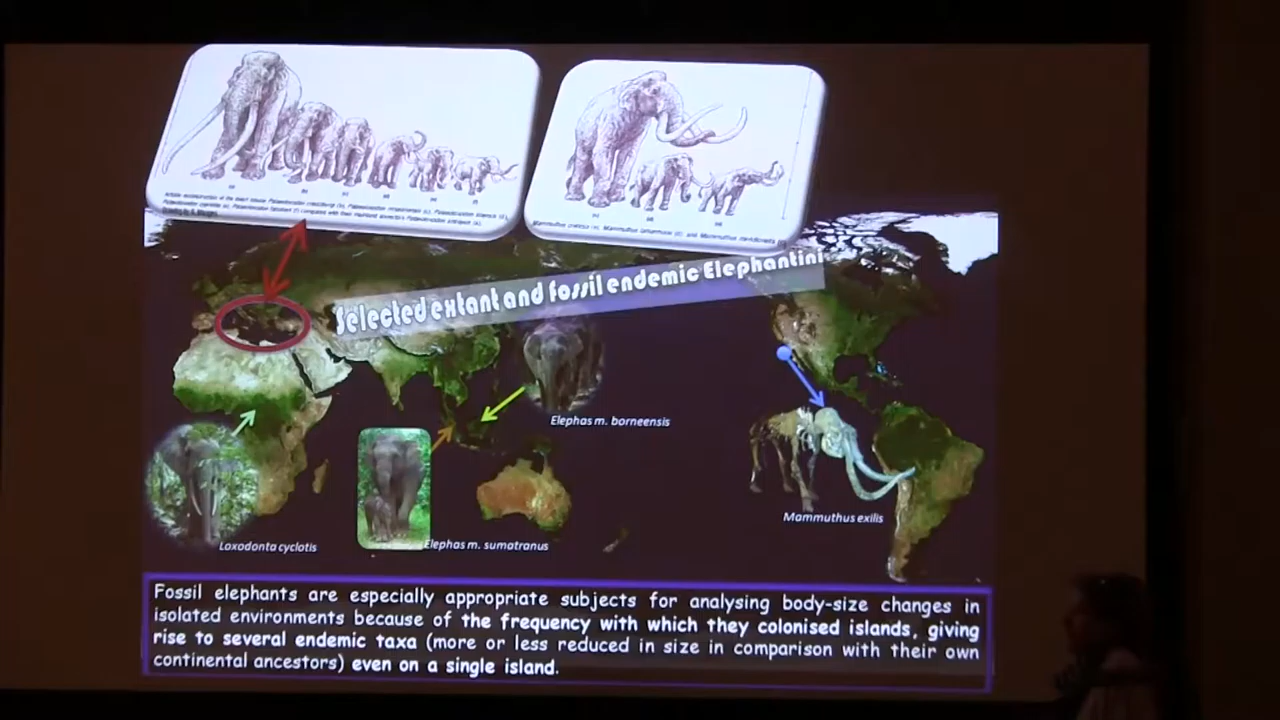 Selected extant and fossil endemic Elephantini
Elephas m. borneensis
Mammuthus exilis
Loxodonta cyclotis
Elephas m. sumatranus
Fossil elephants are especially appropriate subjects for analysing body-size changes in
isolated environments because of the frequency with which they colonised islands, giving
rise to several endemic taxa (more or less reduced in size in comparison with their own
continental ancestors) even on a single island.